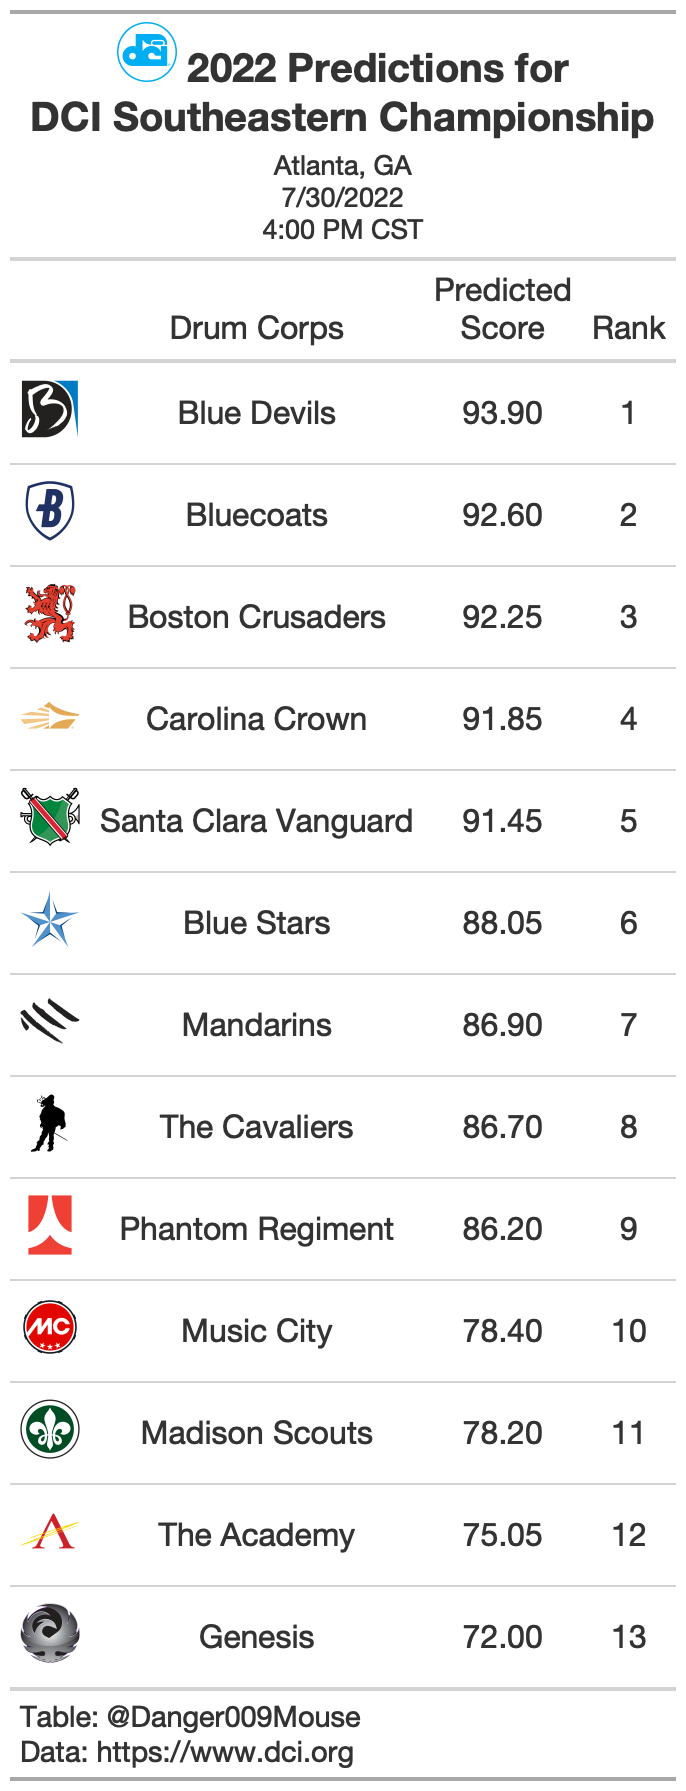 dci
2022 Predictions for
DCI Southeastern Championship
Atlanta, GA
7/30/2022
4:00 PM CST
Drum Corps Predicted Score Rank
B Blue Devils 93.90 1
B Bluecoats 92.60 2
Boston Crusaders 92.25 3
Carolina Crown 91.85 4
Santa Clara Vanguard 91.45 5
Blue Stars 88.05 6
Mandarins 86.90 7
The Cavaliers 86.70 8
Phantom Regiment 86.20 9
MC Music City 78.40 10
Madison Scouts 78.20 11
A The Academy 75.05 12
Genesis 72.00 13
Table: @Danger009Mouse
Data: https://www.dci.org